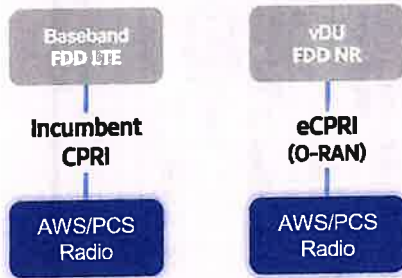 Baseband
FDD LTE
Incumbent
CPRI
AWS/PCS
Radio
vDU
FDD NR
eCPRI
(O-RAN)
AWS/PCS
Radio